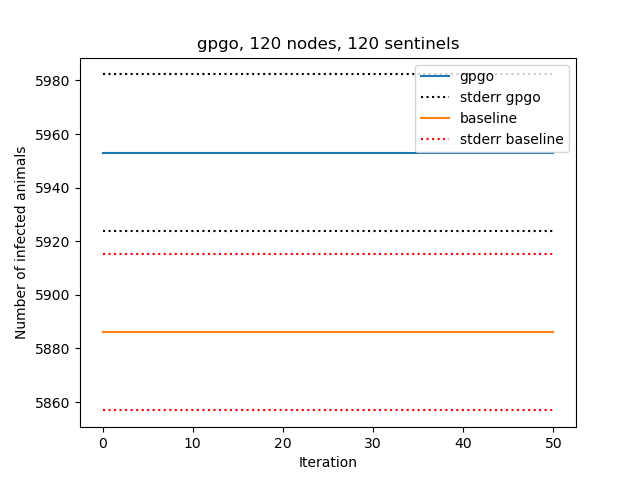 gpgo, 120 nodes, 120 sentinels
gpgo
stderr gpgo
baseline
stderr baseline
Number of infected animals
5980
5960
5940
5920
5900
5880
5860
0 10 20 30 40 50
Iteration